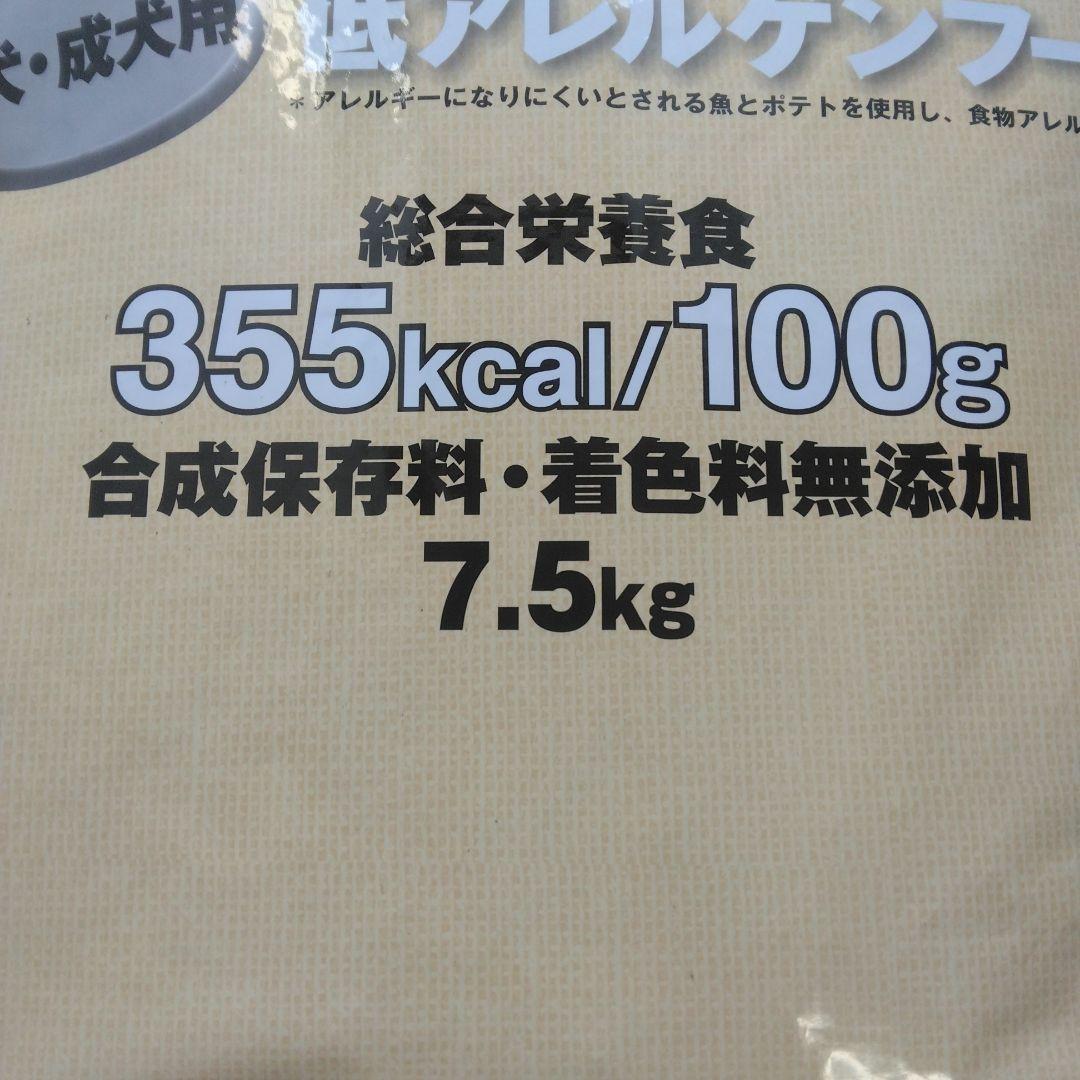 犬・成犬用
低アレルゲンフー
*アレルギーになりにくいとされる魚とポテトを使用し、食物アレル
総合栄養食
355kcal/100g
合成保存料・着色料無添加
7.5kg